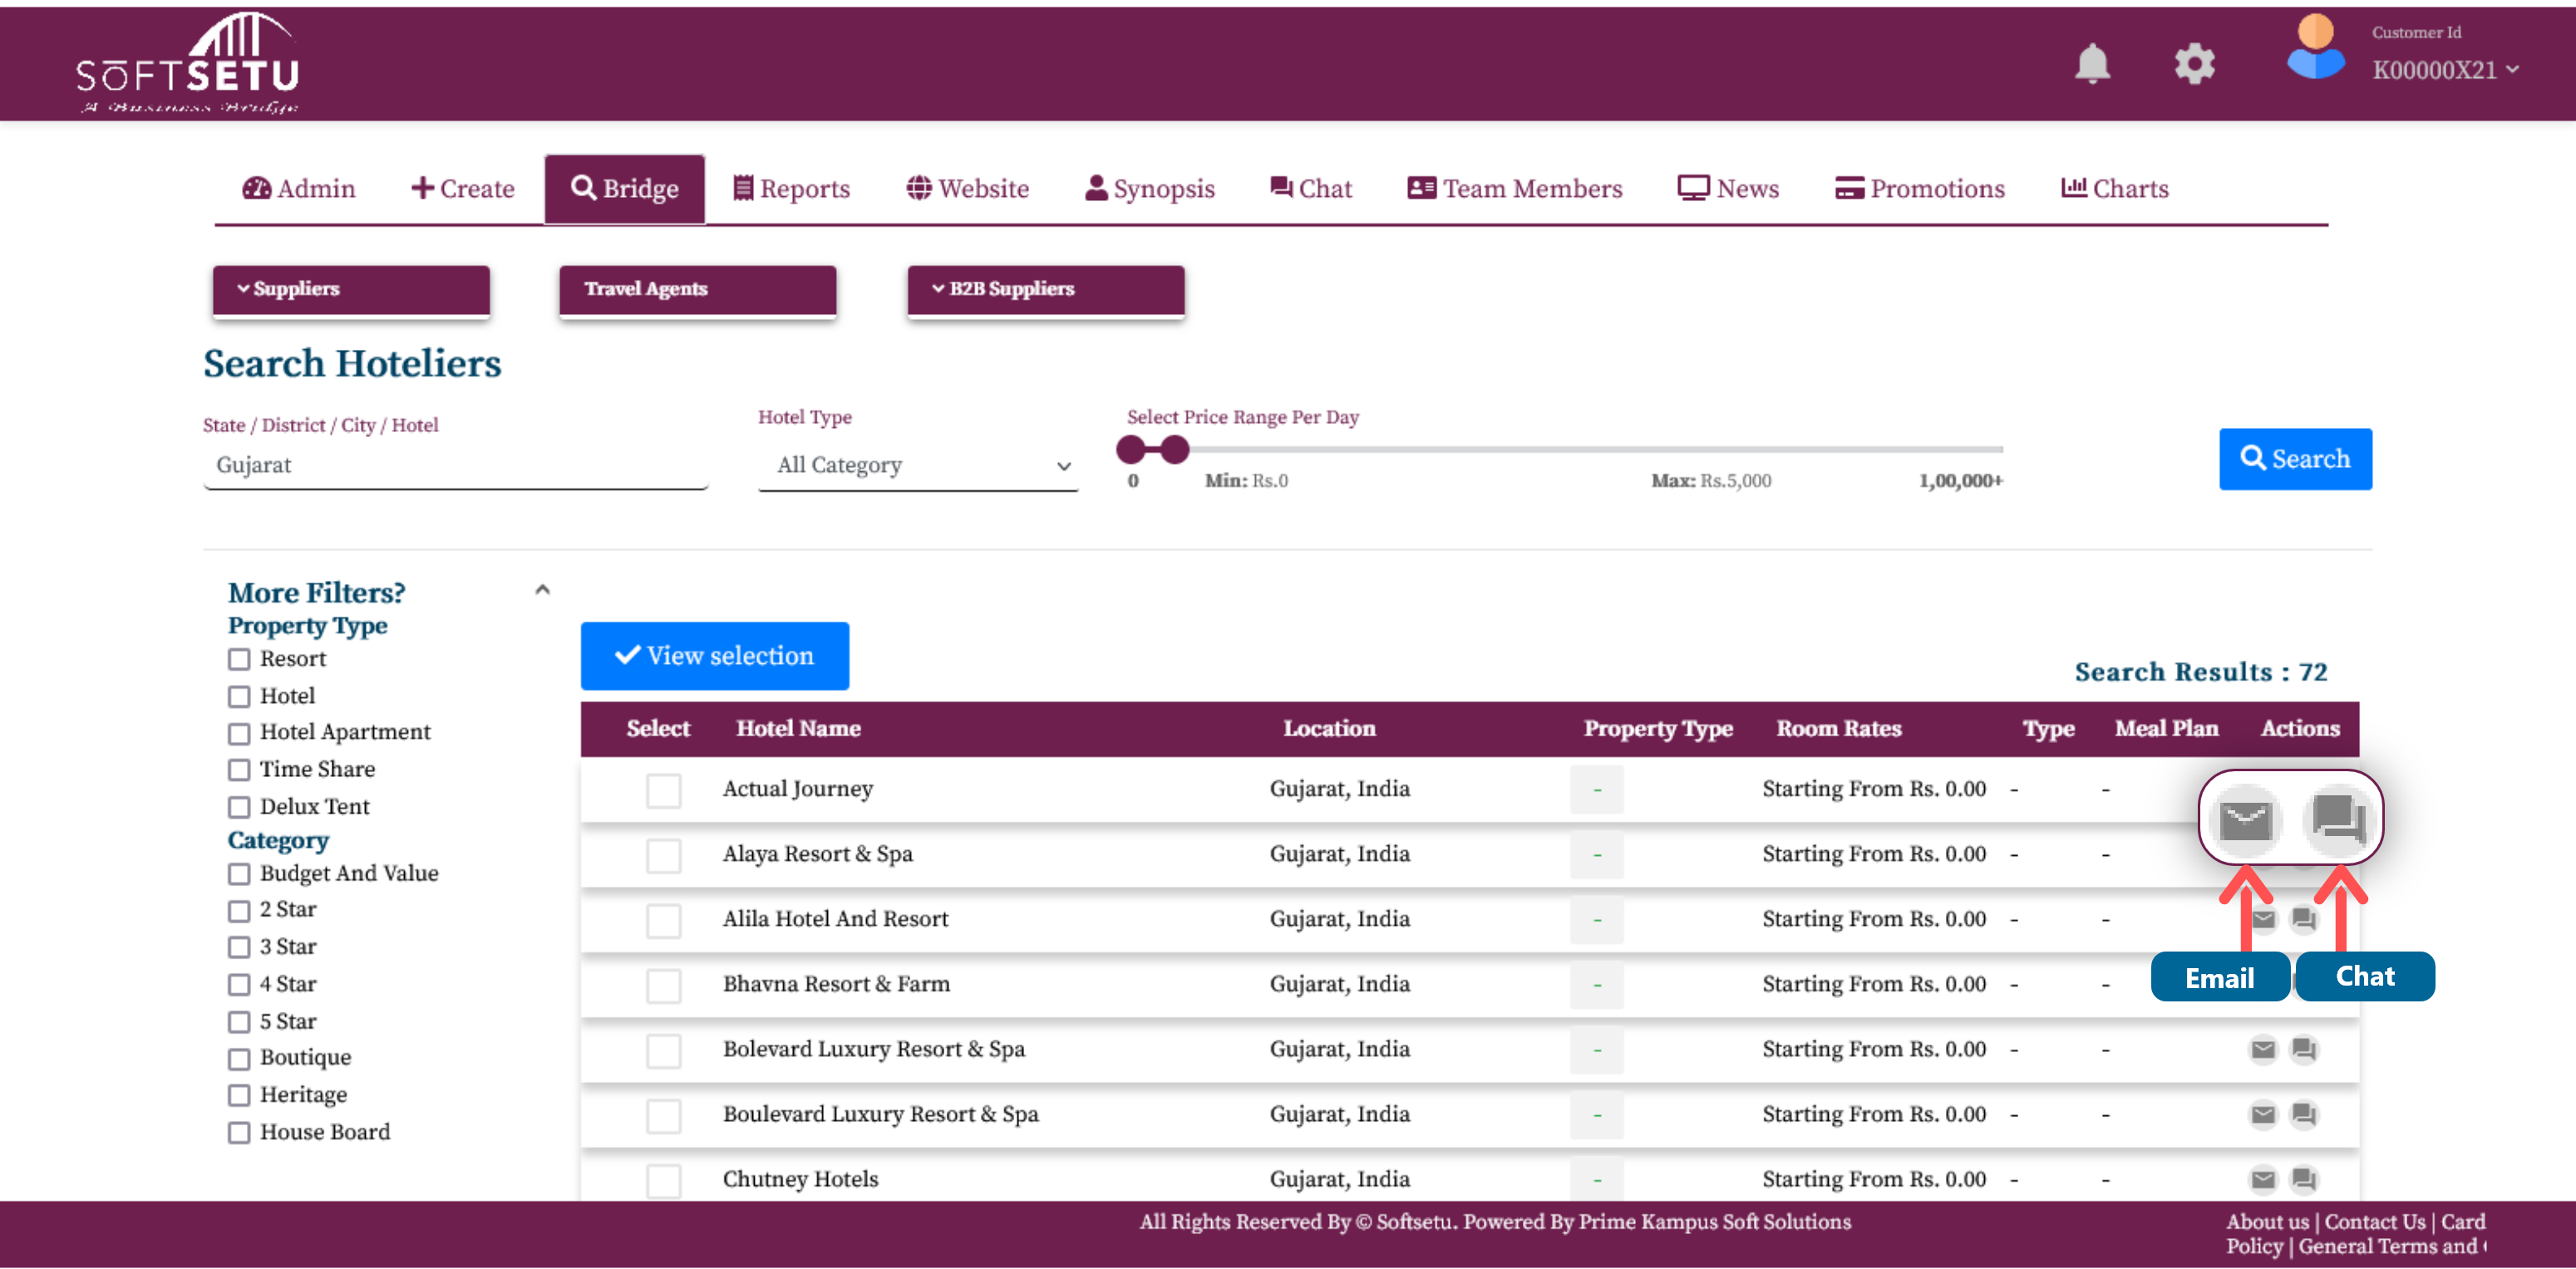 SOFTSETU
A Business Bridge
Customer Id
K00000X21
Admin
Create
Bridge
Reports
Website
Synopsis
Chat
Team Members
News
Promotions
Charts
Suppliers
Travel Agents
B2B Suppliers
Search Hoteliers
State / District / City / Hotel
Gujarat
Hotel Type
All Category
Select Price Range Per Day
0 Min: Rs.0 Max: Rs.5,000 1,00,000+
Search
More Filters?
Property Type
Resort
Hotel
Hotel Apartment
Time Share
Delux Tent
Category
Budget And Value
2 Star
3 Star
4 Star
5 Star
Boutique
Heritage
House Board
View selection
Search Results : 72
Select Hotel Name Location Property Type Room Rates Type Meal Plan Actions
Actual Journey Gujarat, India - Starting From Rs. 0.00 - -
Alaya Resort & Spa Gujarat, India - Starting From Rs. 0.00 - -
Alila Hotel And Resort Gujarat, India - Starting From Rs. 0.00 - -
Bhavna Resort & Farm Gujarat, India - Starting From Rs. 0.00 - -
Bolevard Luxury Resort & Spa Gujarat, India - Starting From Rs. 0.00 - -
Boulevard Luxury Resort & Spa Gujarat, India - Starting From Rs. 0.00 - -
Chutney Hotels Gujarat, India - Starting From Rs. 0.00 - -
Email
Chat
All Rights Reserved By © Softsetu. Powered By Prime Kampus Soft Solutions
About us | Contact Us | Card
Policy | General Terms and